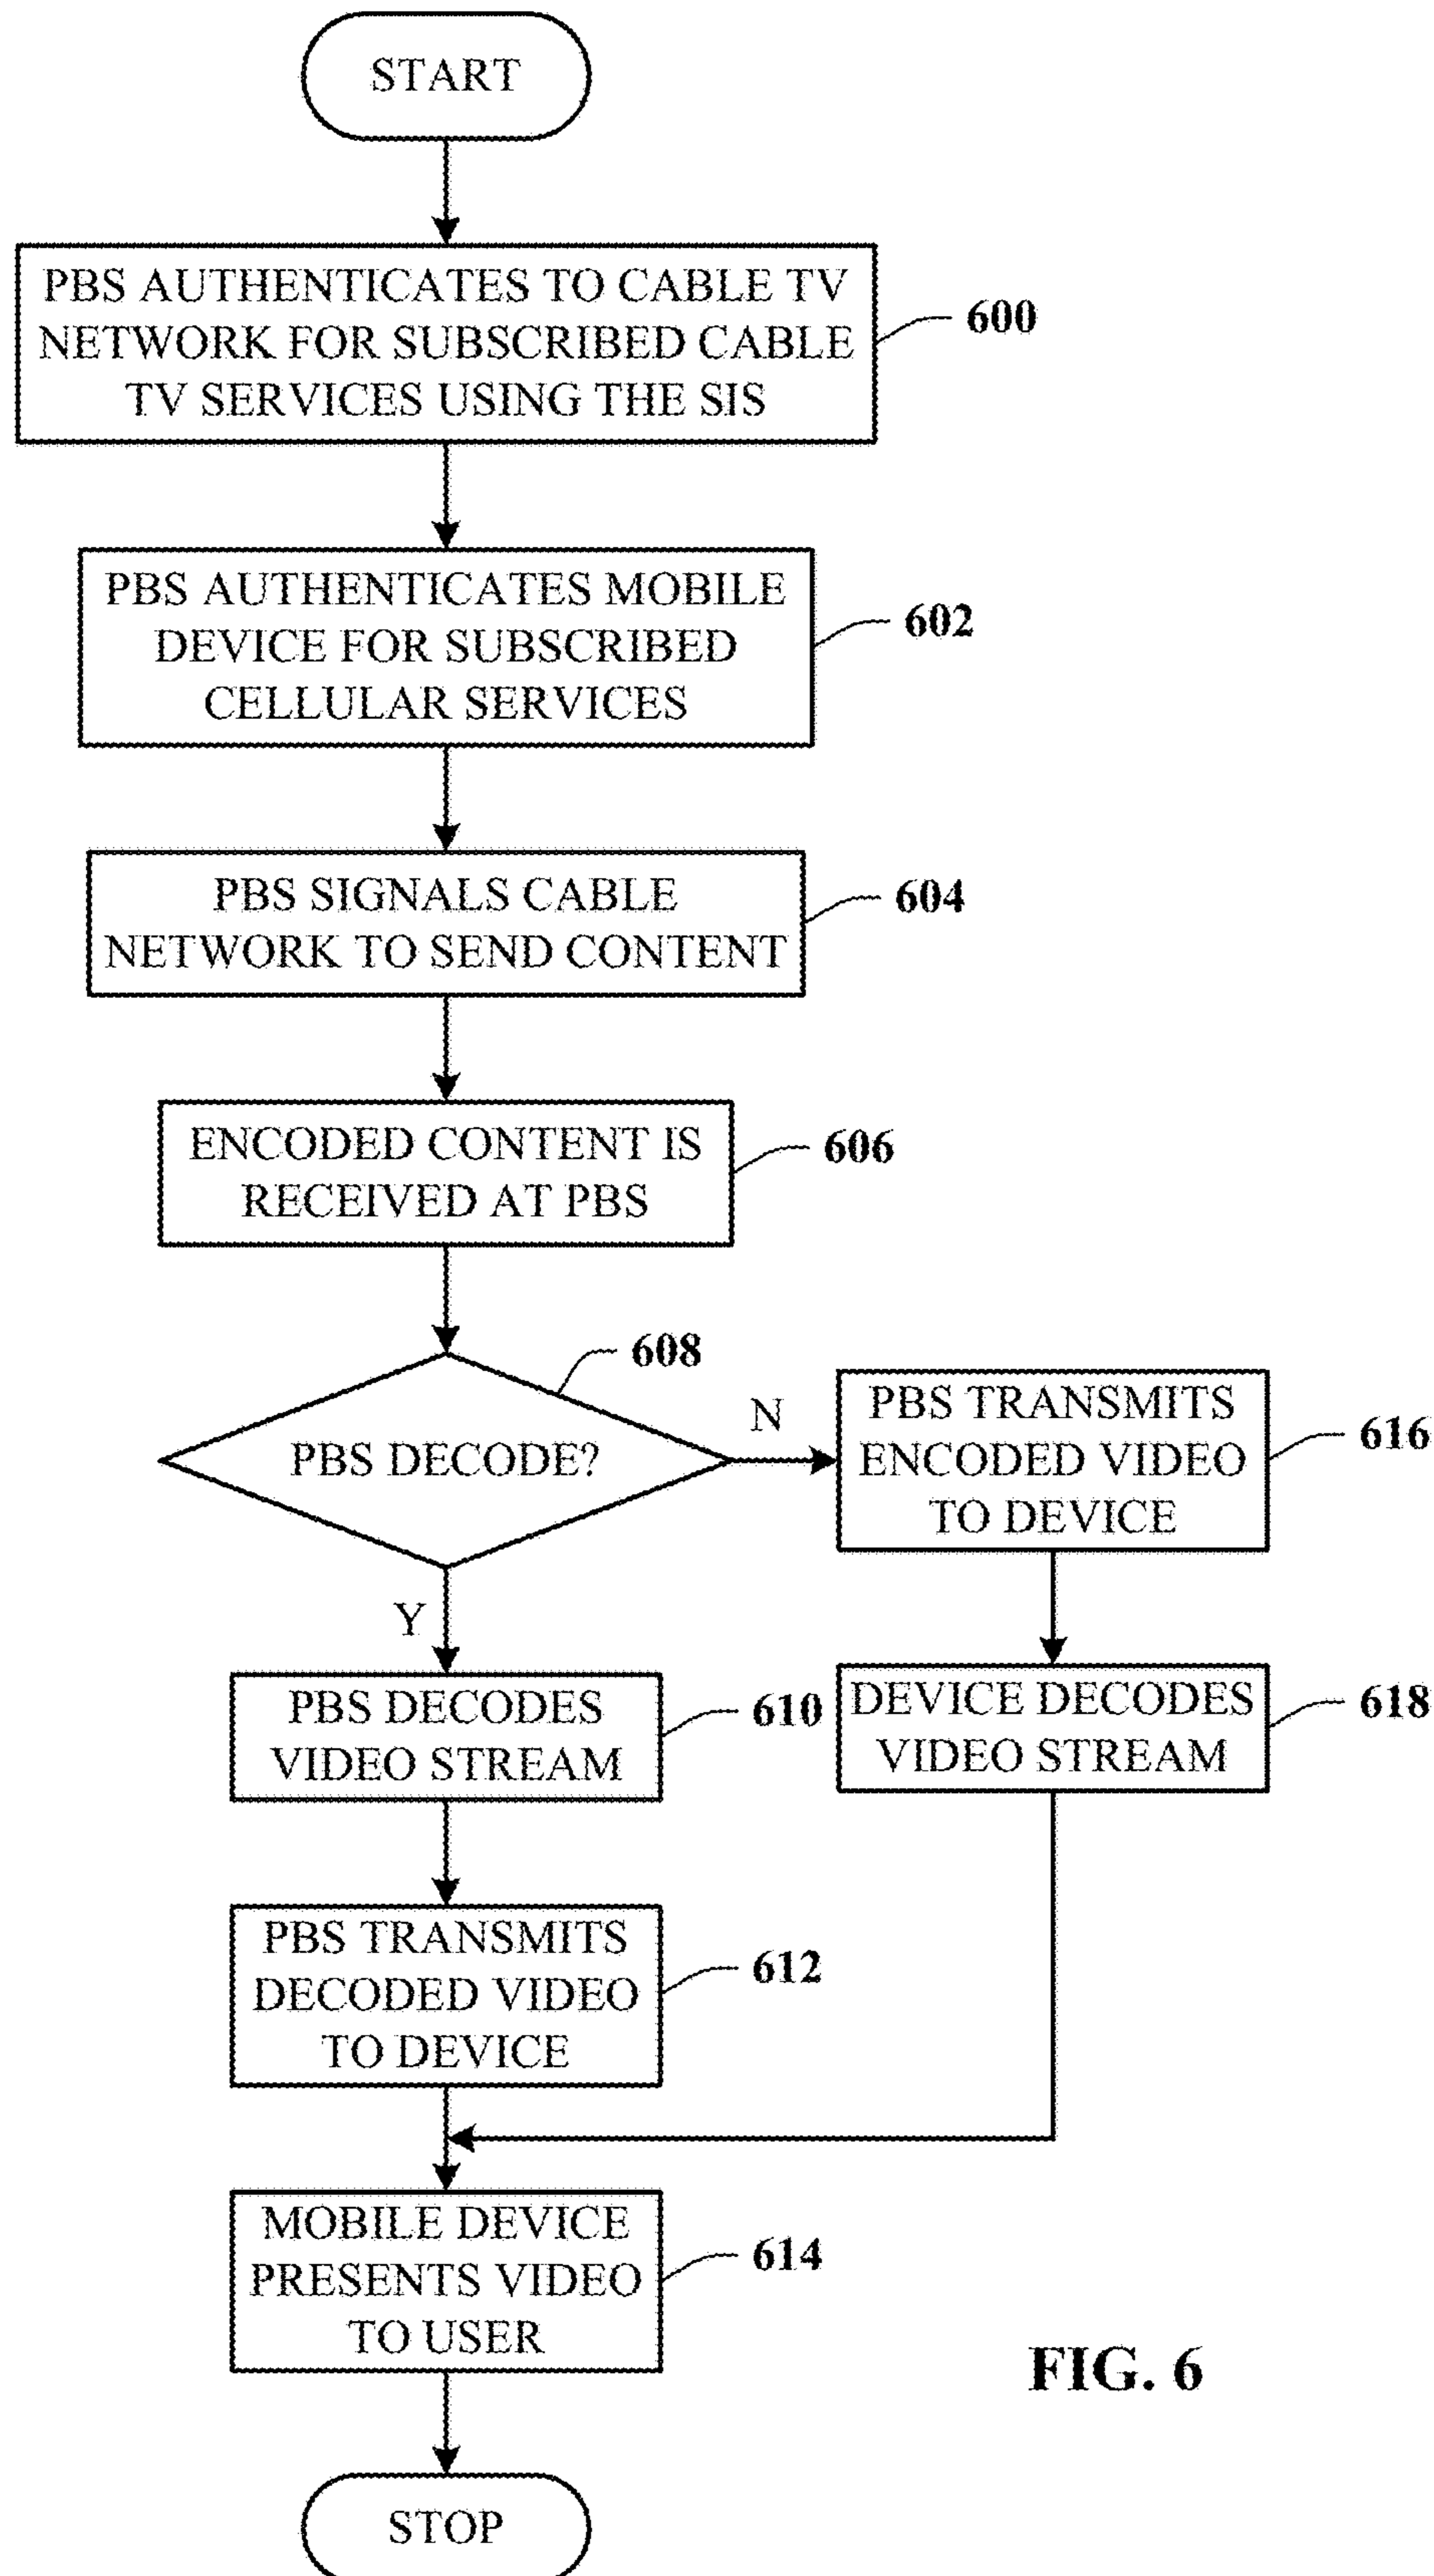 START
PBS AUTHENTICATES TO CABLE TV
NETWORK FOR SUBSCRIBED CABLE
TV SERVICES USING THE SIS
600
PBS AUTHENTICATES MOBILE
DEVICE FOR SUBSCRIBED
CELLULAR SERVICES
602
PBS SIGNALS CABLE
NETWORK TO SEND CONTENT
604
ENCODED CONTENT IS
RECEIVED AT PBS
606
608
PBS DECODE?
N
PBS TRANSMITS
ENCODED VIDEO
TO DEVICE
616
Y
PBS DECODES
VIDEO STREAM
610
DEVICE DECODES
VIDEO STREAM
618
PBS TRANSMITS
DECODED VIDEO
TO DEVICE
612
MOBILE DEVICE
PRESENTS VIDEO
TO USER
614
FIG. 6
STOP